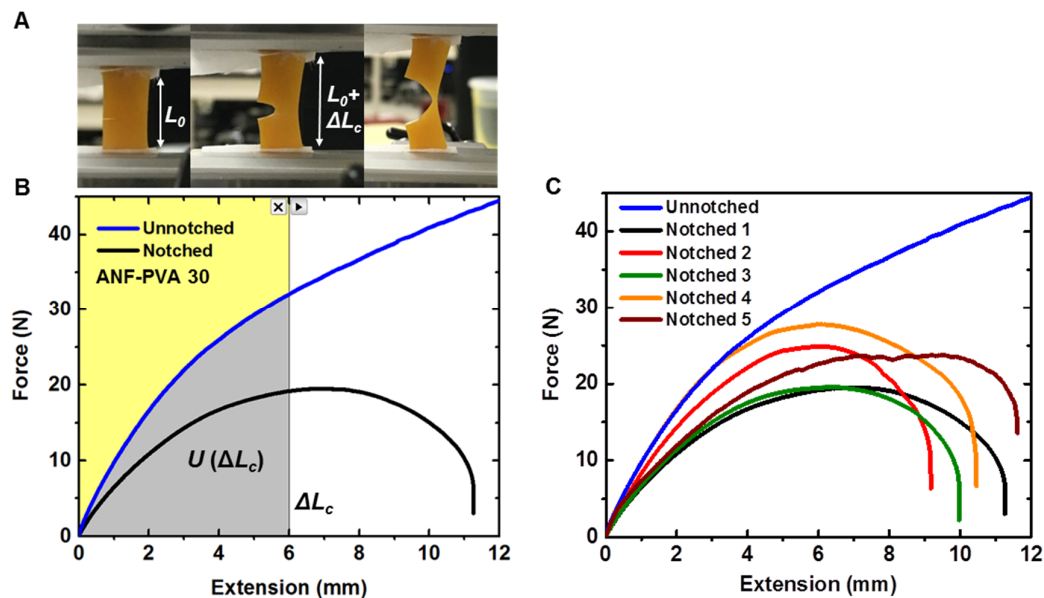 A
L0
L0+
ΔLc
B
Unnotched
Notched
ANF-PVA 30
U (ΔLc)
ΔLc
Force (N)
0
10
20
30
40
0 2 4 6 8 10 12
Extension (mm)
C
Unnotched
Notched 1
Notched 2
Notched 3
Notched 4
Notched 5
Force (N)
0
10
20
30
40
0 2 4 6 8 10 12
Extension (mm)